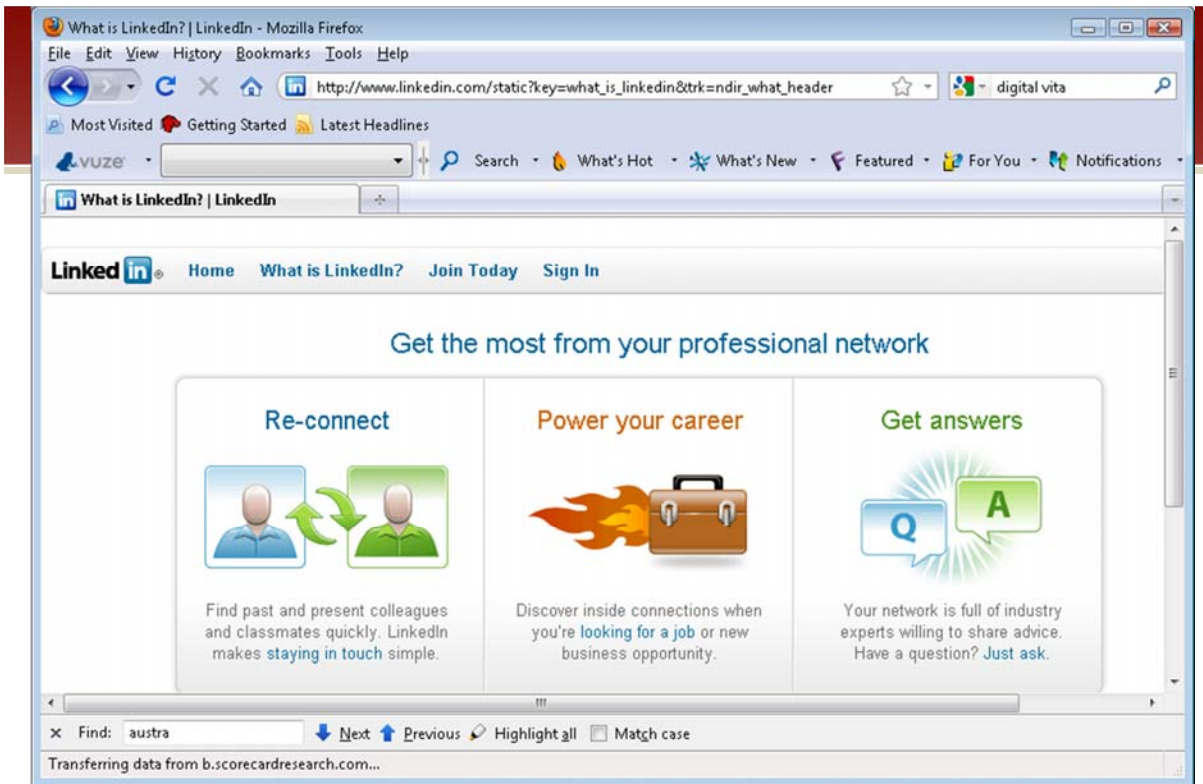 What is LinkedIn? | LinkedIn - Mozilla Firefox
File Edit View History Bookmarks Tools Help
in http://www.linkedin.com/static?key=what_is_linkedin&trk=ndir_what_header digital vita
Most Visited Getting Started Latest Headlines
vuze Search What's Hot What's New Featured For You Notifications
in What is LinkedIn? | LinkedIn
Linked in ® Home What is LinkedIn? Join Today Sign In
Get the most from your professional network
Re-connect
Find past and present colleagues
and classmates quickly. LinkedIn
makes staying in touch simple.
Power your career
Discover inside connections when
you're looking for a job or new
business opportunity.
Get answers
Q A
Your network is full of industry
experts willing to share advice.
Have a question? Just ask.
× Find: austra Next Previous Highlight all Match case
Transferring data from b.scorecardresearch.com...